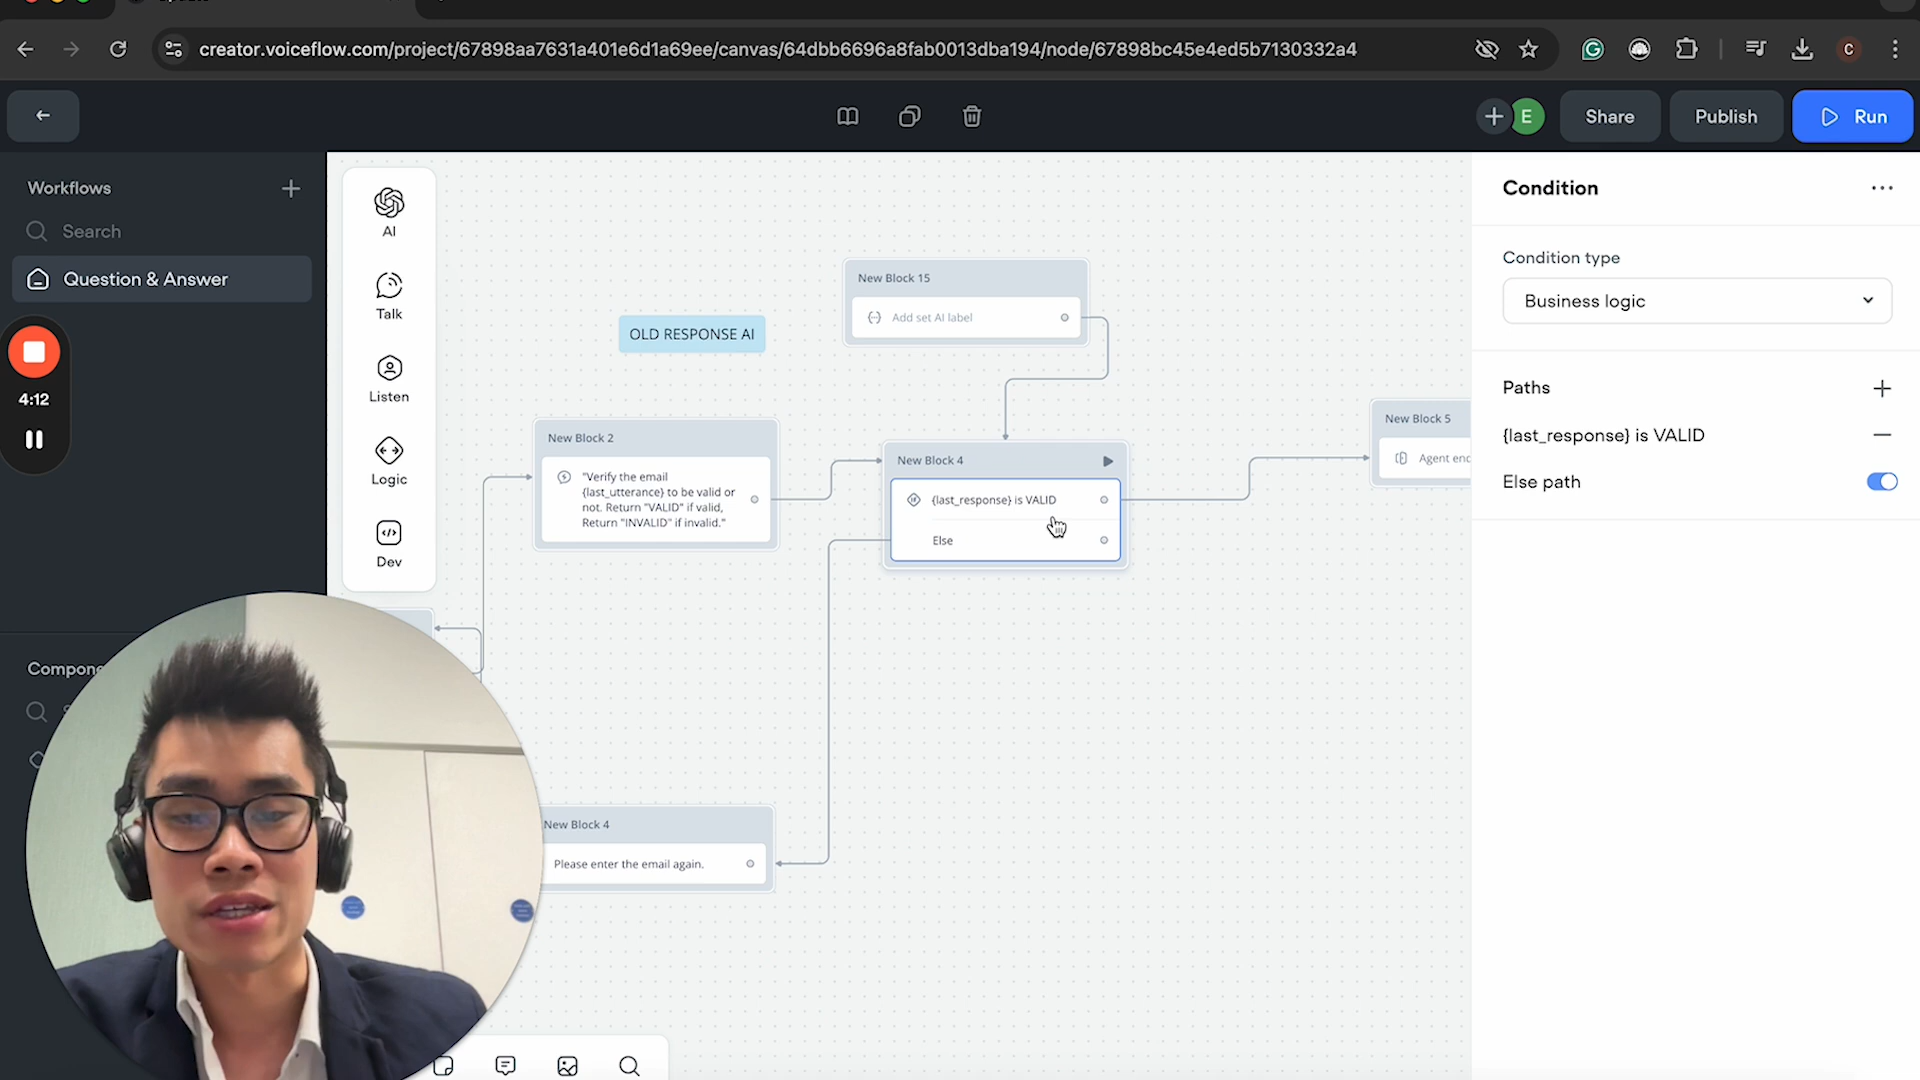 creator.voiceflow.com/project/67898aa7631a401e6d1a69ee/canvas/64dbb6696a8fab0013dba194/node/67898bc45e4ed5b7130332a4
C
E
Share
Publish
Run
Workflows
Search
Question & Answer
4:12
AI
Talk
Listen
Logic
Dev
OLD RESPONSE AI
New Block 15
Add set AI label
New Block 2
"Verify the email
{last_utterance} to be valid or
not. Return "VALID" if valid,
Return "INVALID" if invalid."
New Block 4
{last_response} is VALID
Else
New Block 5
Agent end
New Block 4
Please enter the email again.
Condition
Condition type
Business logic
Paths
{last_response} is VALID
Else path